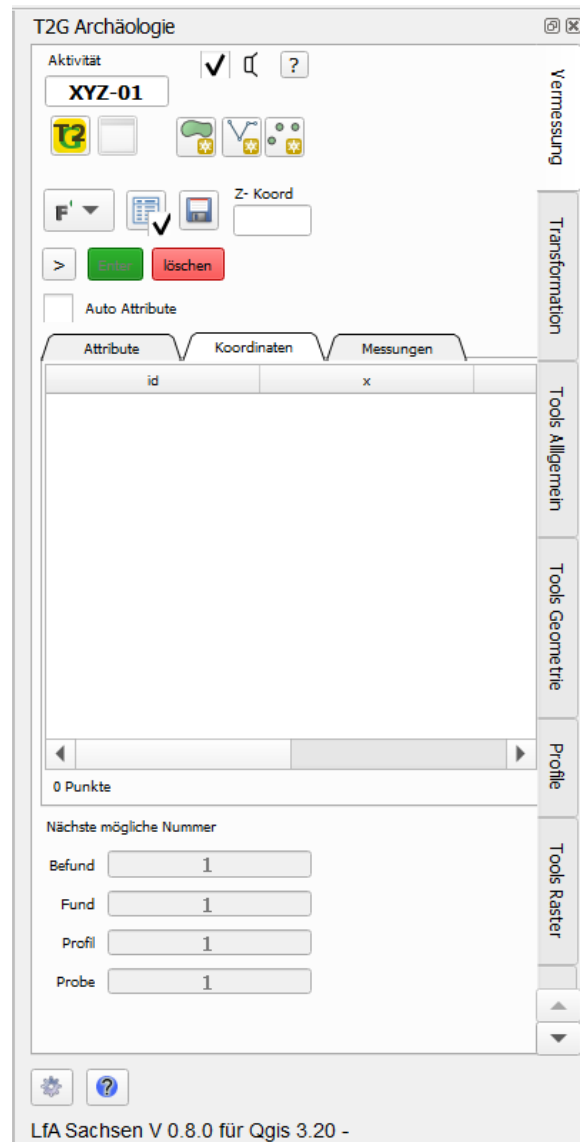 T2G Archäologie
Aktivität
?
XYZ-01
T2G
F'
Z- Koord
>
Enter
löschen
Auto Attribute
Attribute
Koordinaten
Messungen
id
x
0 Punkte
Nächste mögliche Nummer
Befund
1
Fund
1
Profil
1
Probe
1
Vermessung
Transformation
Tools Alllgemein
Tools Geometrie
Profile
Tools Raster
?
LfA Sachsen V 0.8.0 für Qgis 3.20 -